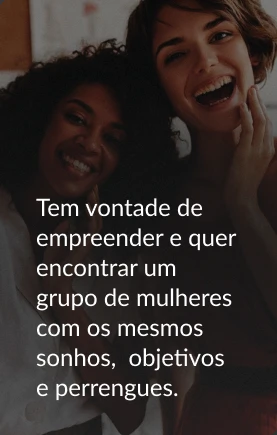 Tem vontade de
empreender e quer
encontrar um
grupo de mulheres
com os mesmos
sonhos,  objetivos
e perrengues.